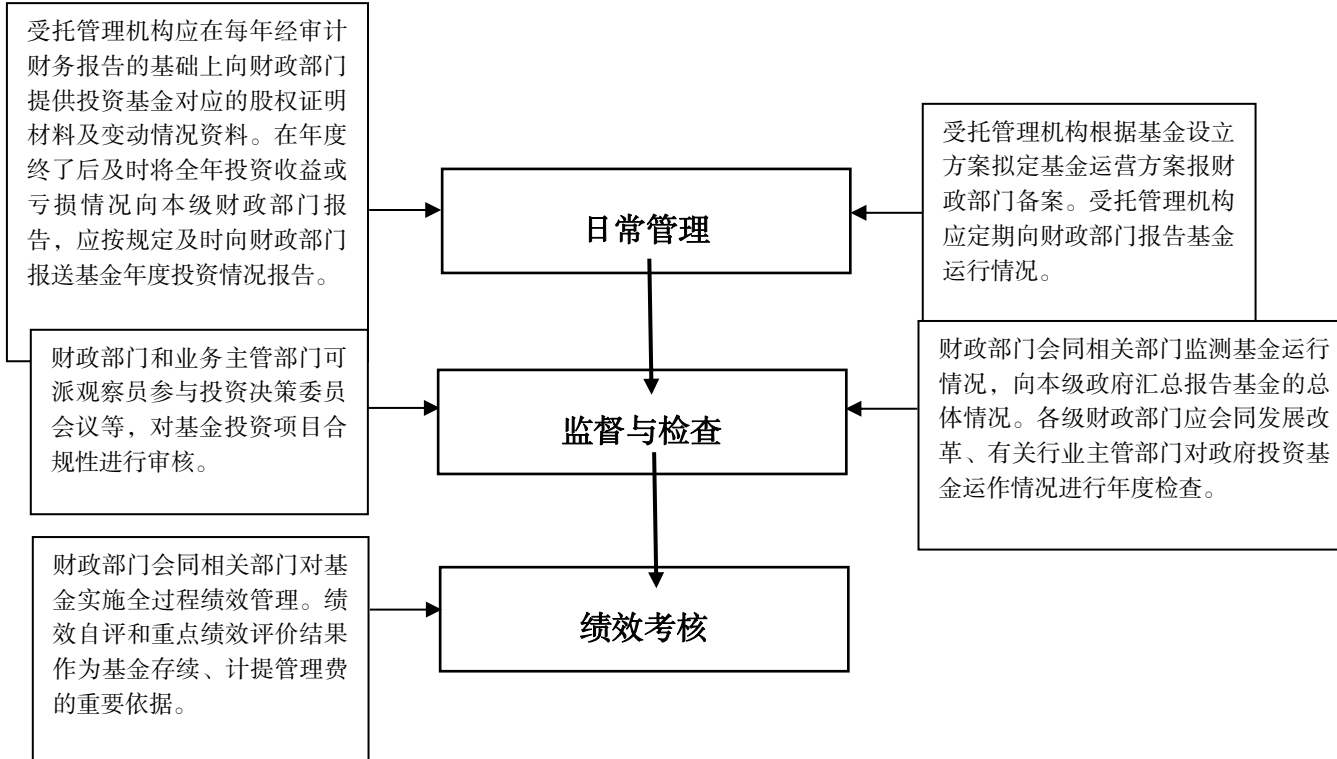 受托管理机构应在每年经审计
财务报告的基础上向财政部门
提供投资基金对应的股权证明
材料及变动情况资料。在年度
终了后及时将全年投资收益或
亏损情况向本级财政部门报
告，应按规定及时向财政部门
报送基金年度投资情况报告。
日常管理
受托管理机构根据基金设立
方案拟定基金运营方案报财
政部门备案。受托管理机构
应定期向财政部门报告基金
运行情况。
财政部门和业务主管部门可
派观察员参与投资决策委员
会议等，对基金投资项目合
规性进行审核。
监督与检查
财政部门会同相关部门监测基金运行
情况，向本级政府汇总报告基金的总
体情况。各级财政部门应会同发展改
革、有关行业主管部门对政府投资基
金运作情况进行年度检查。
财政部门会同相关部门对基
金实施全过程绩效管理。绩
效自评和重点绩效评价结果
作为基金存续、计提管理费
的重要依据。
绩效考核